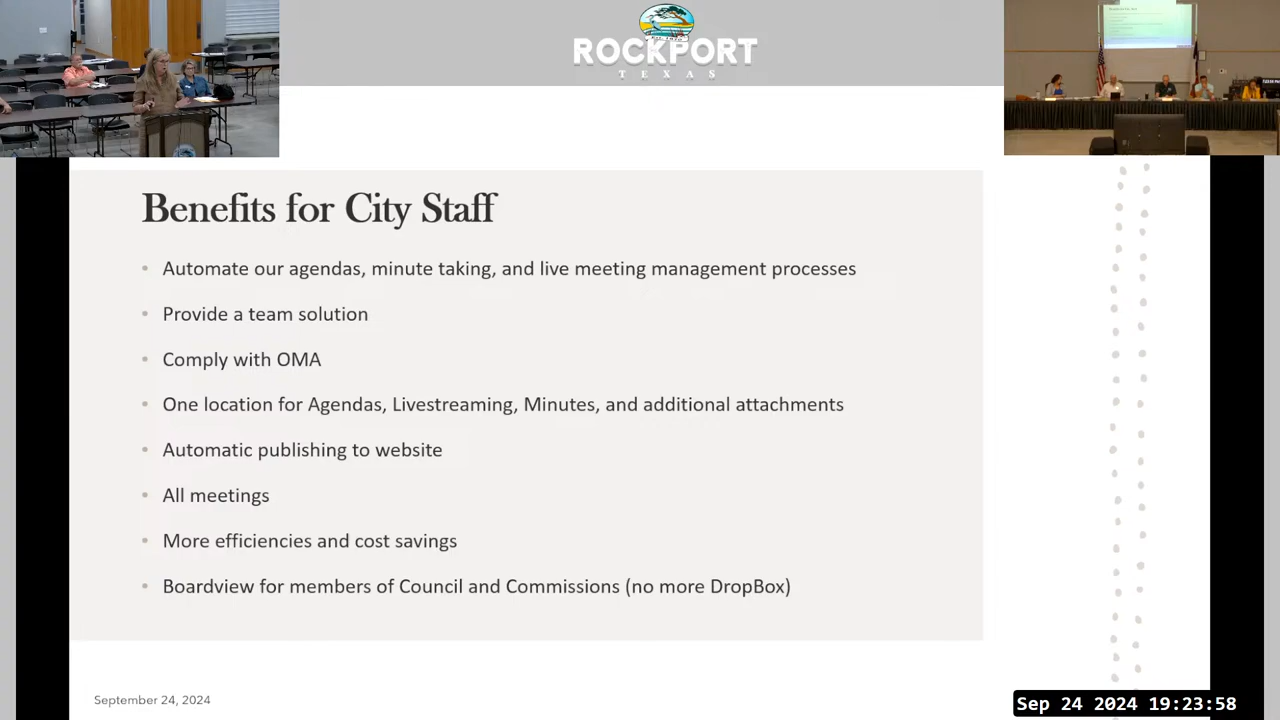 ROCKPORT
TEXAS
Benefits for City Staff
• Automate our agendas, minute taking, and live meeting management processes
• Provide a team solution
• Comply with OMA
• One location for Agendas, Livestreaming, Minutes, and additional attachments
• Automatic publishing to website
• All meetings
• More efficiencies and cost savings
• Boardview for members of Council and Commissions (no more DropBox)
September 24, 2024
Sep 24 2024 19:23:58